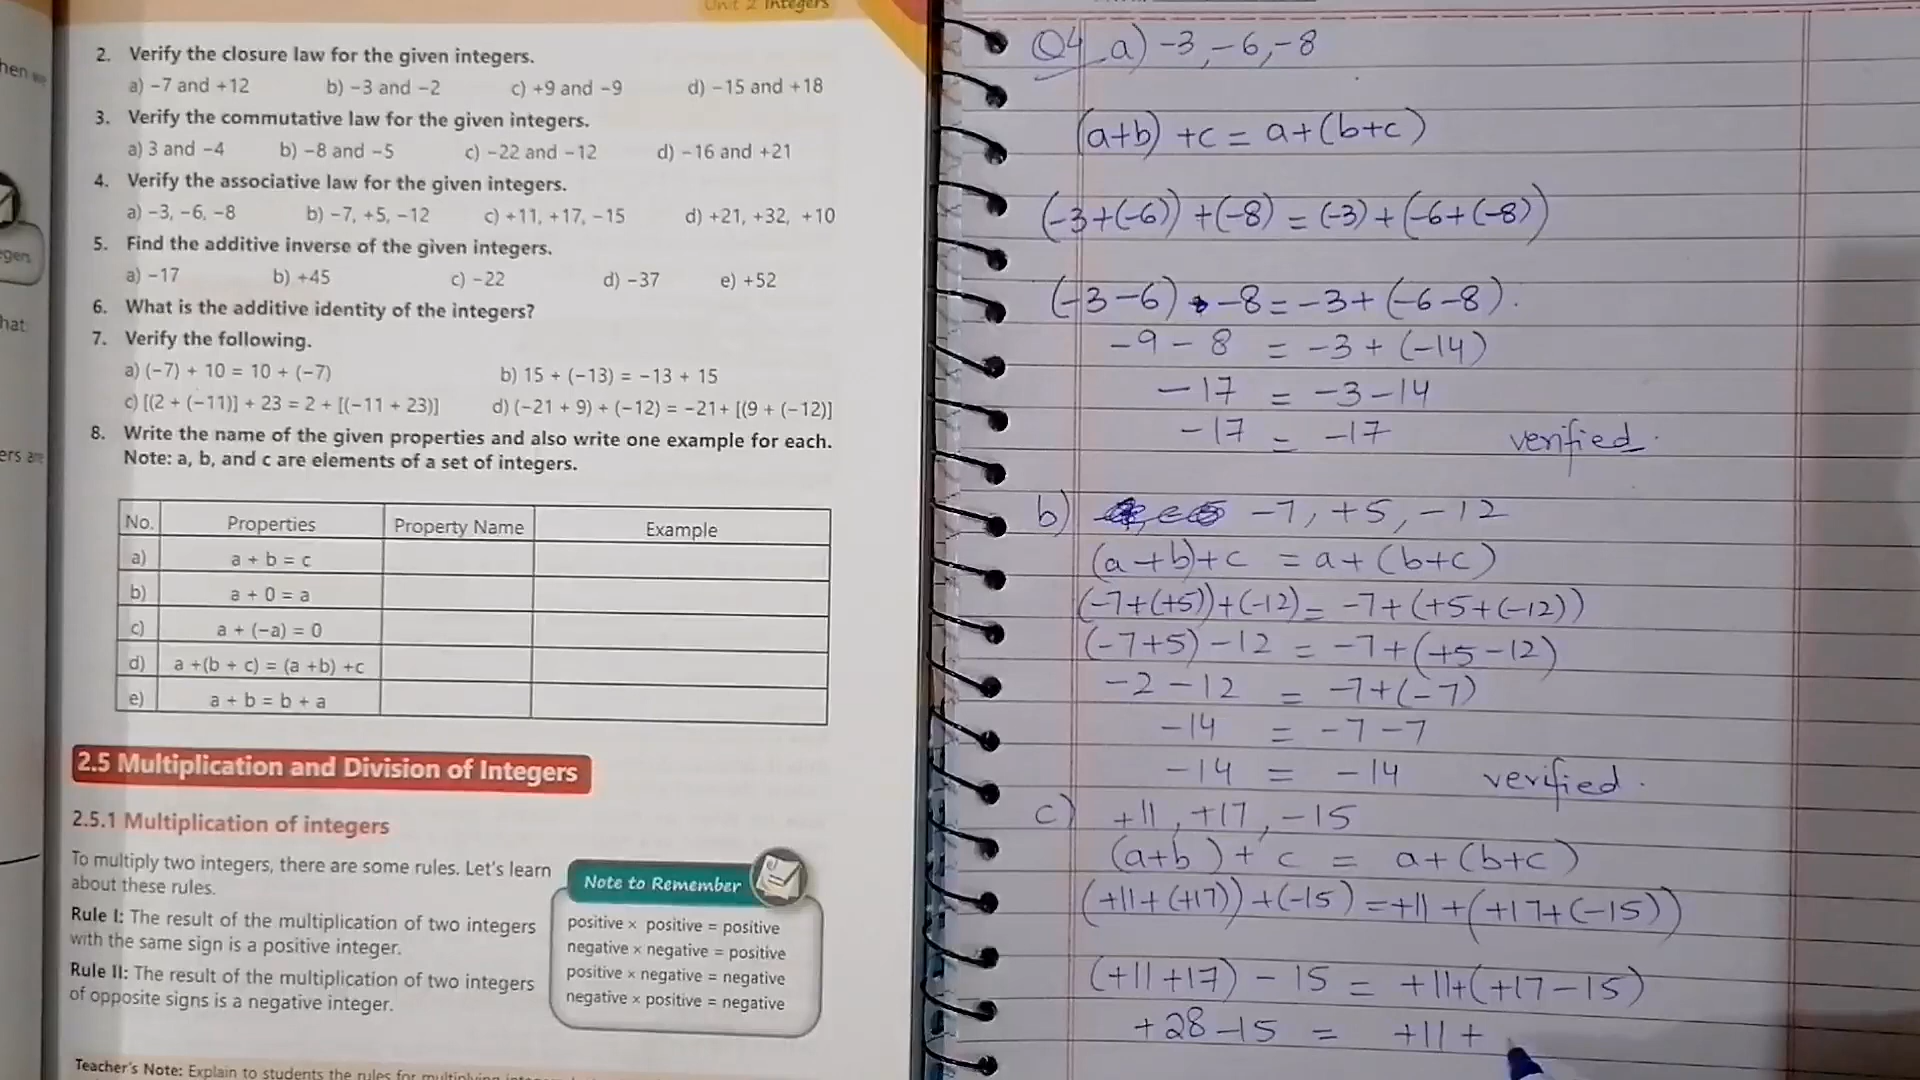 Unit 2 Integers
2. Verify the closure law for the given integers.
a) −7 and +12 b) −3 and −2 c) +9 and −9 d) −15 and +18
3. Verify the commutative law for the given integers.
a) 3 and −4 b) −8 and −5 c) −22 and −12 d) −16 and +21
4. Verify the associative law for the given integers.
a) −3, −6, −8 b) −7, +5, −12 c) +11, +17, −15 d) +21, +32, +10
5. Find the additive inverse of the given integers.
a) −17 b) +45 c) −22 d) −37 e) +52
6. What is the additive identity of the integers?
7. Verify the following.
a) (−7) + 10 = 10 + (−7) b) 15 + (−13) = −13 + 15
c) [(2 + (−11)] + 23 = 2 + [(−11 + 23)] d) (−21 + 9) + (−12) = −21+ [(9 + (−12)]
8. Write the name of the given properties and also write one example for each.
Note: a, b, and c are elements of a set of integers.
No. Properties Property Name Example
a) a + b = c
b) a + 0 = a
c) a + (−a) = 0
d) a +(b + c) = (a +b) +c
e) a + b = b + a
2.5 Multiplication and Division of Integers
2.5.1 Multiplication of integers
To multiply two integers, there are some rules. Let's learn
about these rules.
Rule I: The result of the multiplication of two integers
with the same sign is a positive integer.
Rule II: The result of the multiplication of two integers
of opposite signs is a negative integer.
Note to Remember
positive × positive = positive
negative × negative = positive
positive × negative = negative
negative × positive = negative
Teacher's Note: Explain to students the rules for multiplying
Q4 a) -3, -6, -8
(a+b) +c = a+(b+c)
(-3+(-6)) +(-8) = (-3)+(-6+(-8))
(-3-6) -8 = -3+(-6-8).
-9-8 = -3+(-14)
-17 = -3-14
-17 = -17 verified.
b) -7, +5, -12
(a+b)+c = a+(b+c)
(-7+(+5))+(-12) = -7+(+5+(-12))
(-7+5)-12 = -7+(+5-12)
-2-12 = -7+(-7)
-14 = -7-7
-14 = -14 verified.
c) +11, +17, -15
(a+b)+c = a+(b+c)
(+11+(+17))+(-15) = +11+(+17+(-15))
(+11+17)-15 = +11+(+17-15)
+28-15 = +11+